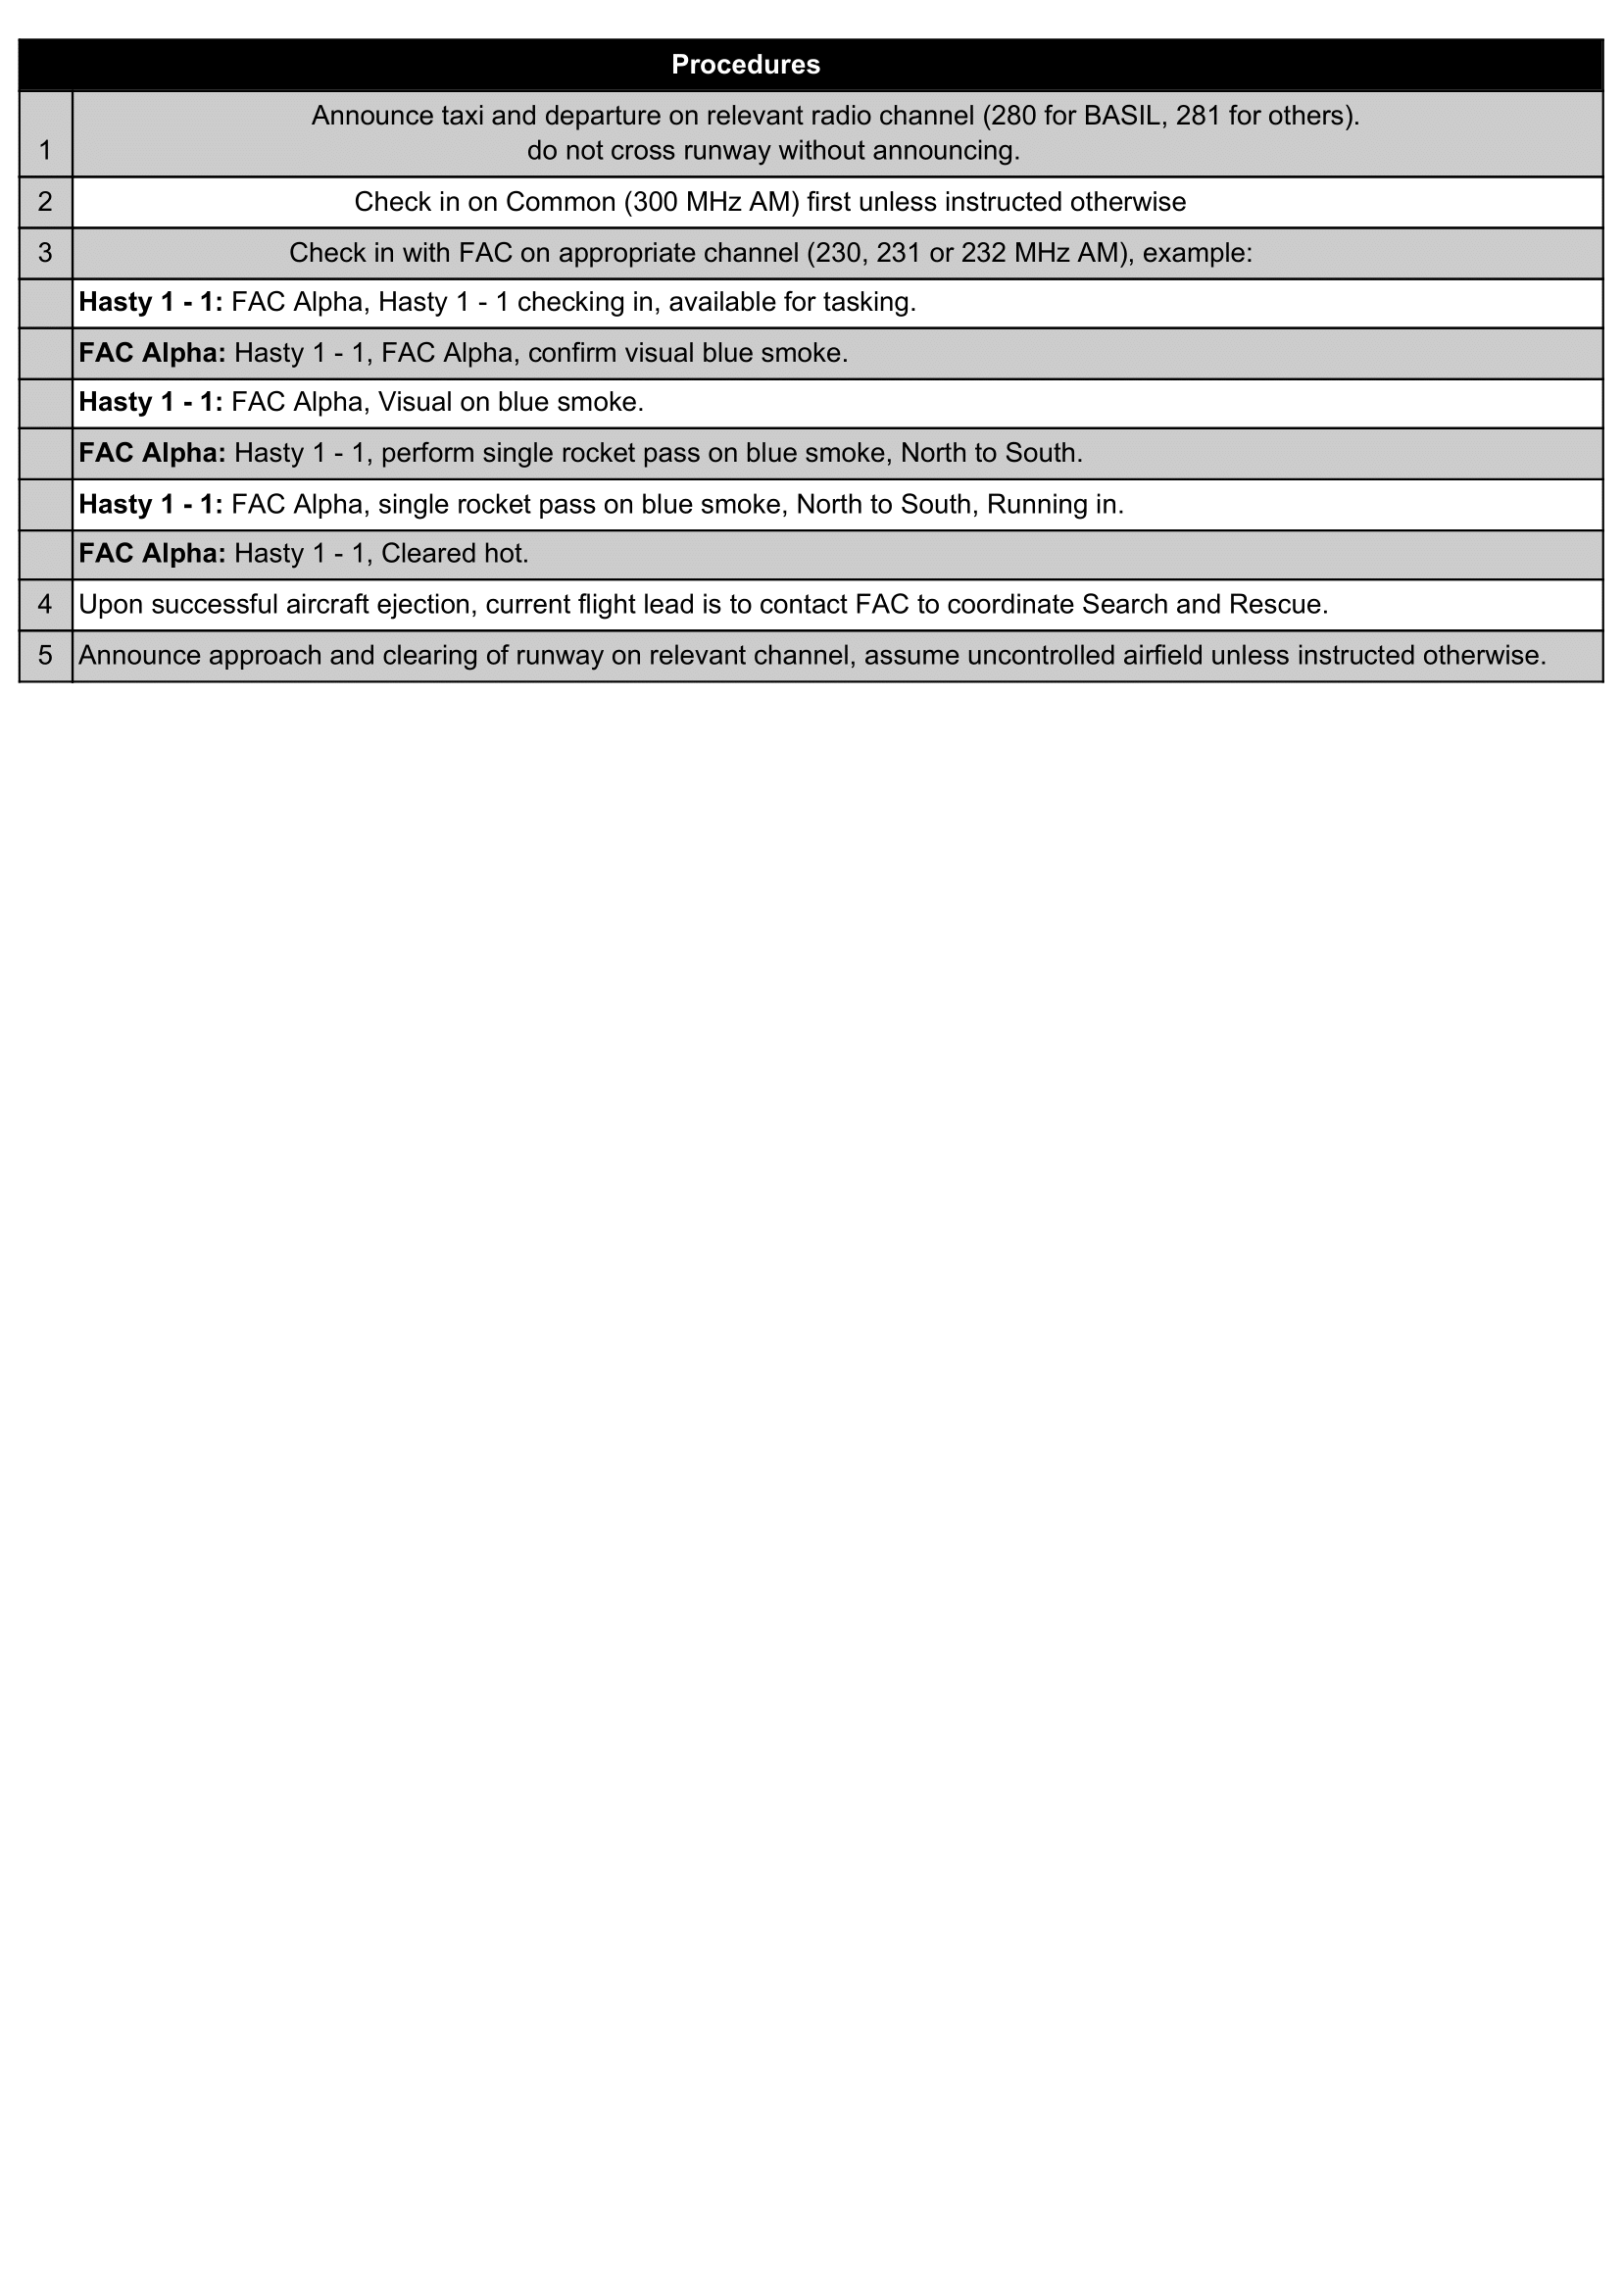 Procedures
Announce taxi and departure on relevant radio channel (280 for BASIL, 281 for others).
1 do not cross runway without announcing.
2 Check in on Common (300 MHz AM) first unless instructed otherwise
3 Check in with FAC on appropriate channel (230, 231 or 232 MHz AM), example:
Hasty 1 - 1: FAC Alpha, Hasty 1 - 1 checking in, available for tasking.
FAC Alpha: Hasty 1 - 1, FAC Alpha, confirm visual blue smoke.
Hasty 1 - 1: FAC Alpha, Visual on blue smoke.
FAC Alpha: Hasty 1 - 1, perform single rocket pass on blue smoke, North to South.
Hasty 1 - 1: FAC Alpha, single rocket pass on blue smoke, North to South, Running in.
FAC Alpha: Hasty 1 - 1, Cleared hot.
4 Upon successful aircraft ejection, current flight lead is to contact FAC to coordinate Search and Rescue.
5 Announce approach and clearing of runway on relevant channel, assume uncontrolled airfield unless instructed otherwise.